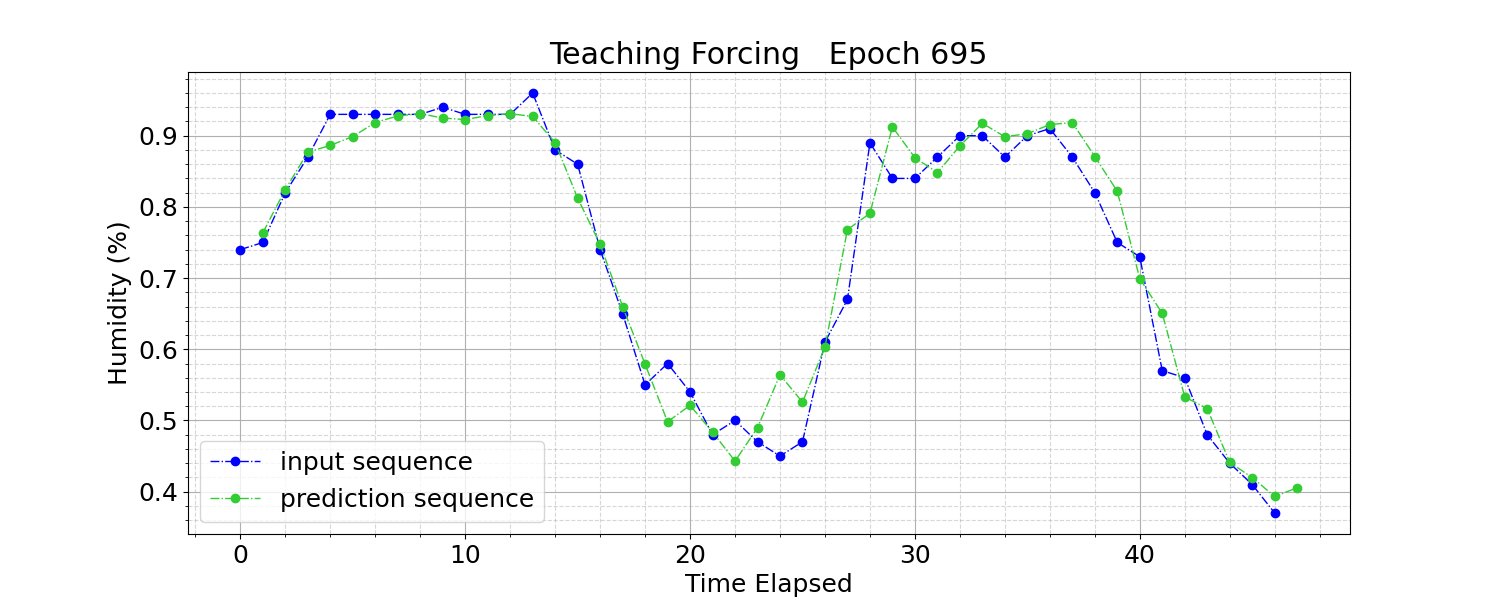 Teaching Forcing   Epoch 695
Humidity (%)
0.9
0.8
0.7
0.6
0.5
0.4
input sequence
prediction sequence
0 10 20 30 40
Time Elapsed